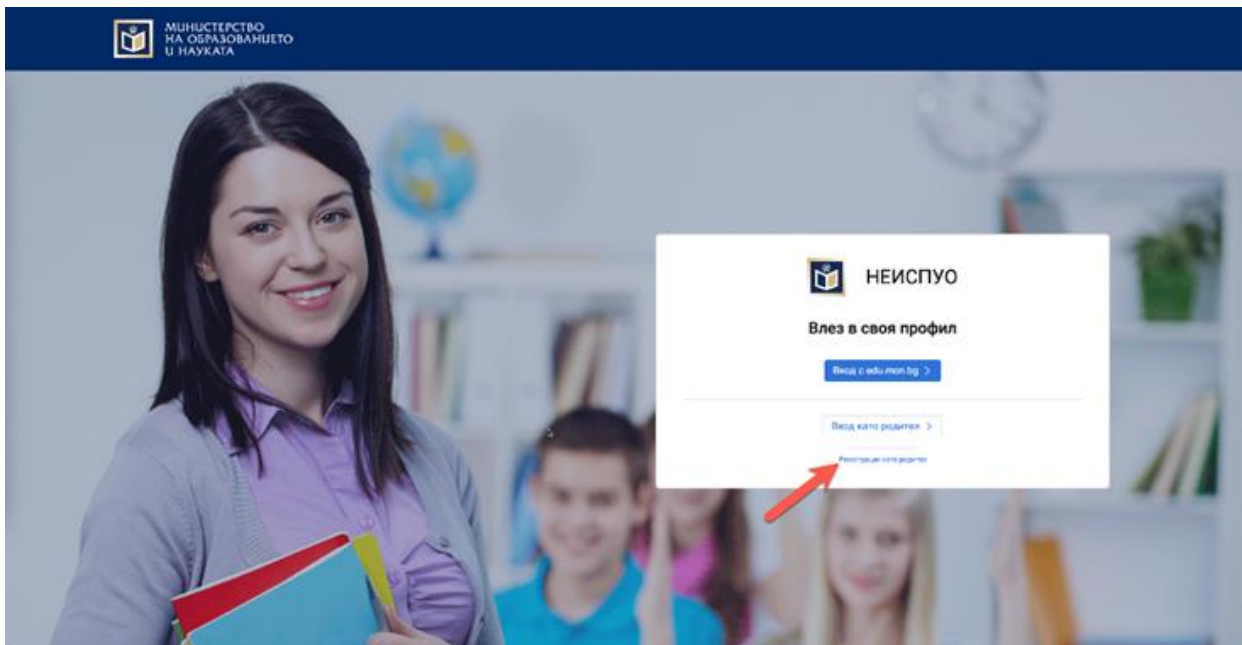 МИНИСТЕРСТВО
НА ОБРАЗОВАНИЕТО
И НАУКАТА
НЕИСПУО
Влез в своя профил
Вход с edu.mon.bg >
Вход като родител >
Регистрация като родител